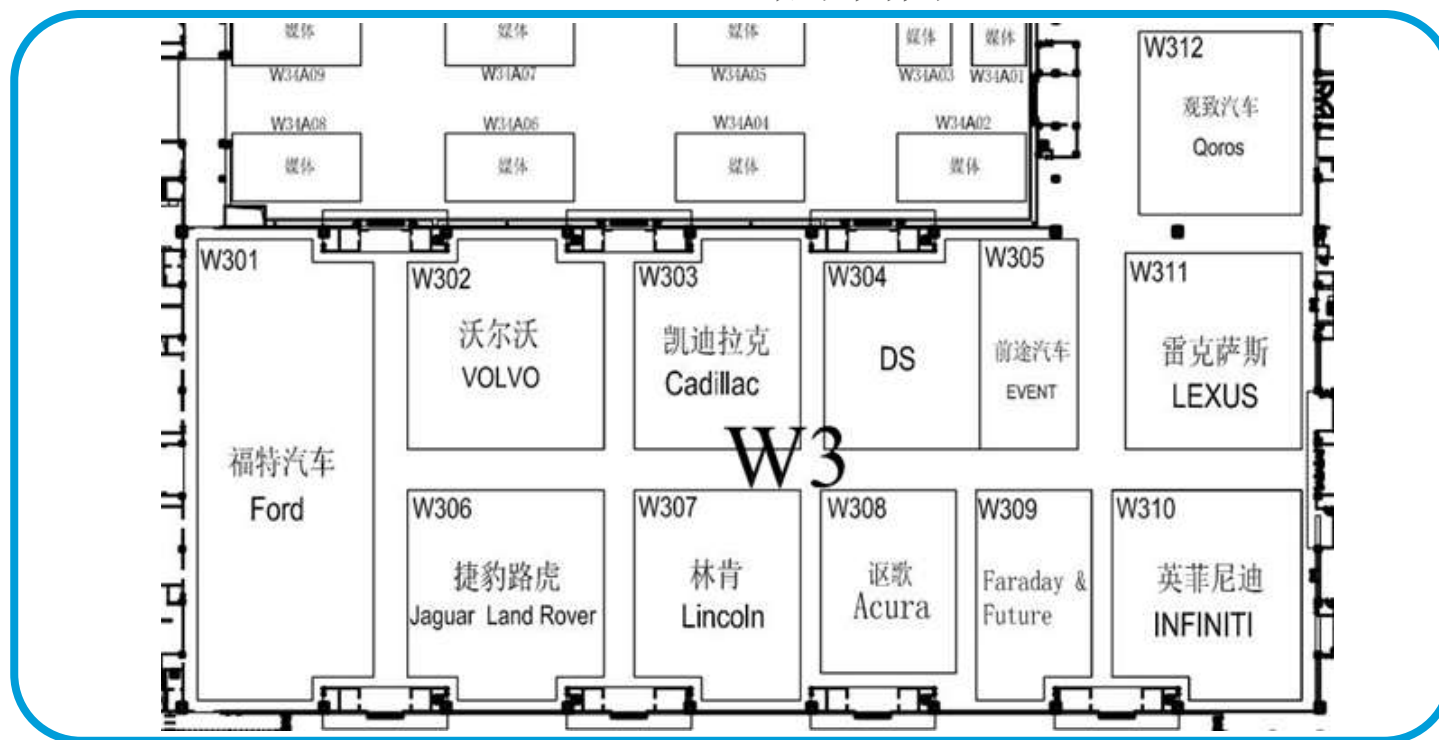 媒体
媒体
媒体
媒体
媒体
W34A09
W34A07
W34A05
W34A03
W34A01
W34A08
W34A06
W34A04
W34A02
媒体
媒体
媒体
媒体
W312
观致汽车
Qoros
W301
福特汽车
Ford
W302
沃尔沃
VOLVO
W303
凯迪拉克
Cadillac
W304
DS
W305
前途汽车
EVENT
W311
雷克萨斯
LEXUS
W3
W306
捷豹路虎
Jaguar Land Rover
W307
林肯
Lincoln
W308
讴歌
Acura
W309
Faraday &
Future
W310
英菲尼迪
INFINITI